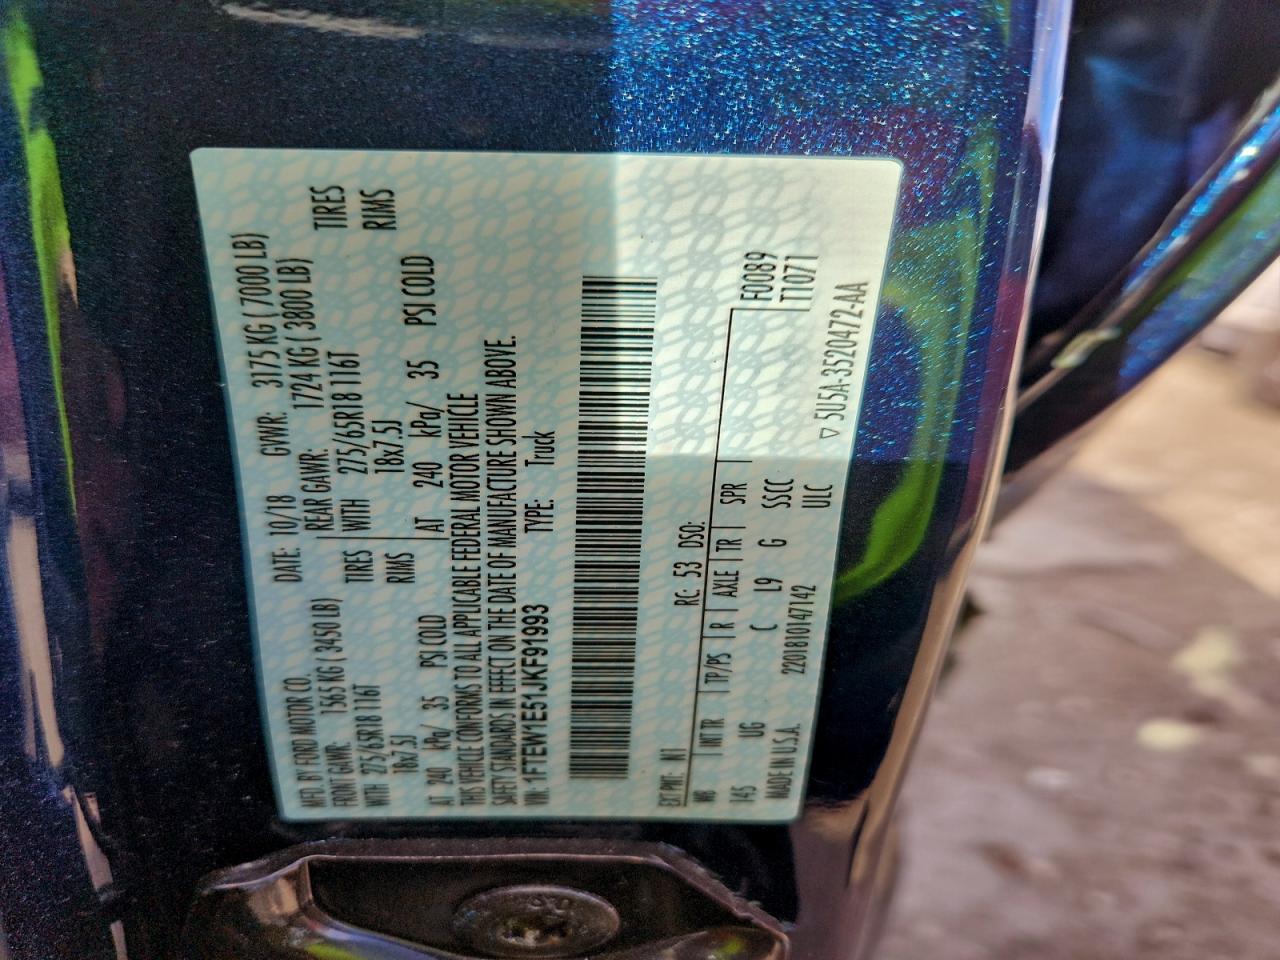 MFD. BY FORD MOTOR CO. DATE: 10/18 GVWR: 3175 KG ( 7000 LB)
FRONT GAWR: 1565 KG ( 3450 LB) REAR GAWR: 1724 KG ( 3800 LB)
WITH 275/65R18 116T TIRES WITH 275/65R18 116T TIRES
18x7.5J RIMS 18x7.5J RIMS
AT 240 kPa/ 35 PSI COLD AT 240 kPa/ 35 PSI COLD
THIS VEHICLE CONFORMS TO ALL APPLICABLE FEDERAL MOTOR VEHICLE
SAFETY STANDARDS IN EFFECT ON THE DATE OF MANUFACTURE SHOWN ABOVE.
VIN: 1FTEW1E51JKF91993 TYPE: Truck
EXT PNT: N1 RC: 53 DSO:
WB INT TR TP/PS R AXLE TR SPR F0089
145 UG C L9 G SSCC T1071
MADE IN U.S.A. 2201810147142 ULC
▽ 5U5A-3520472-AA